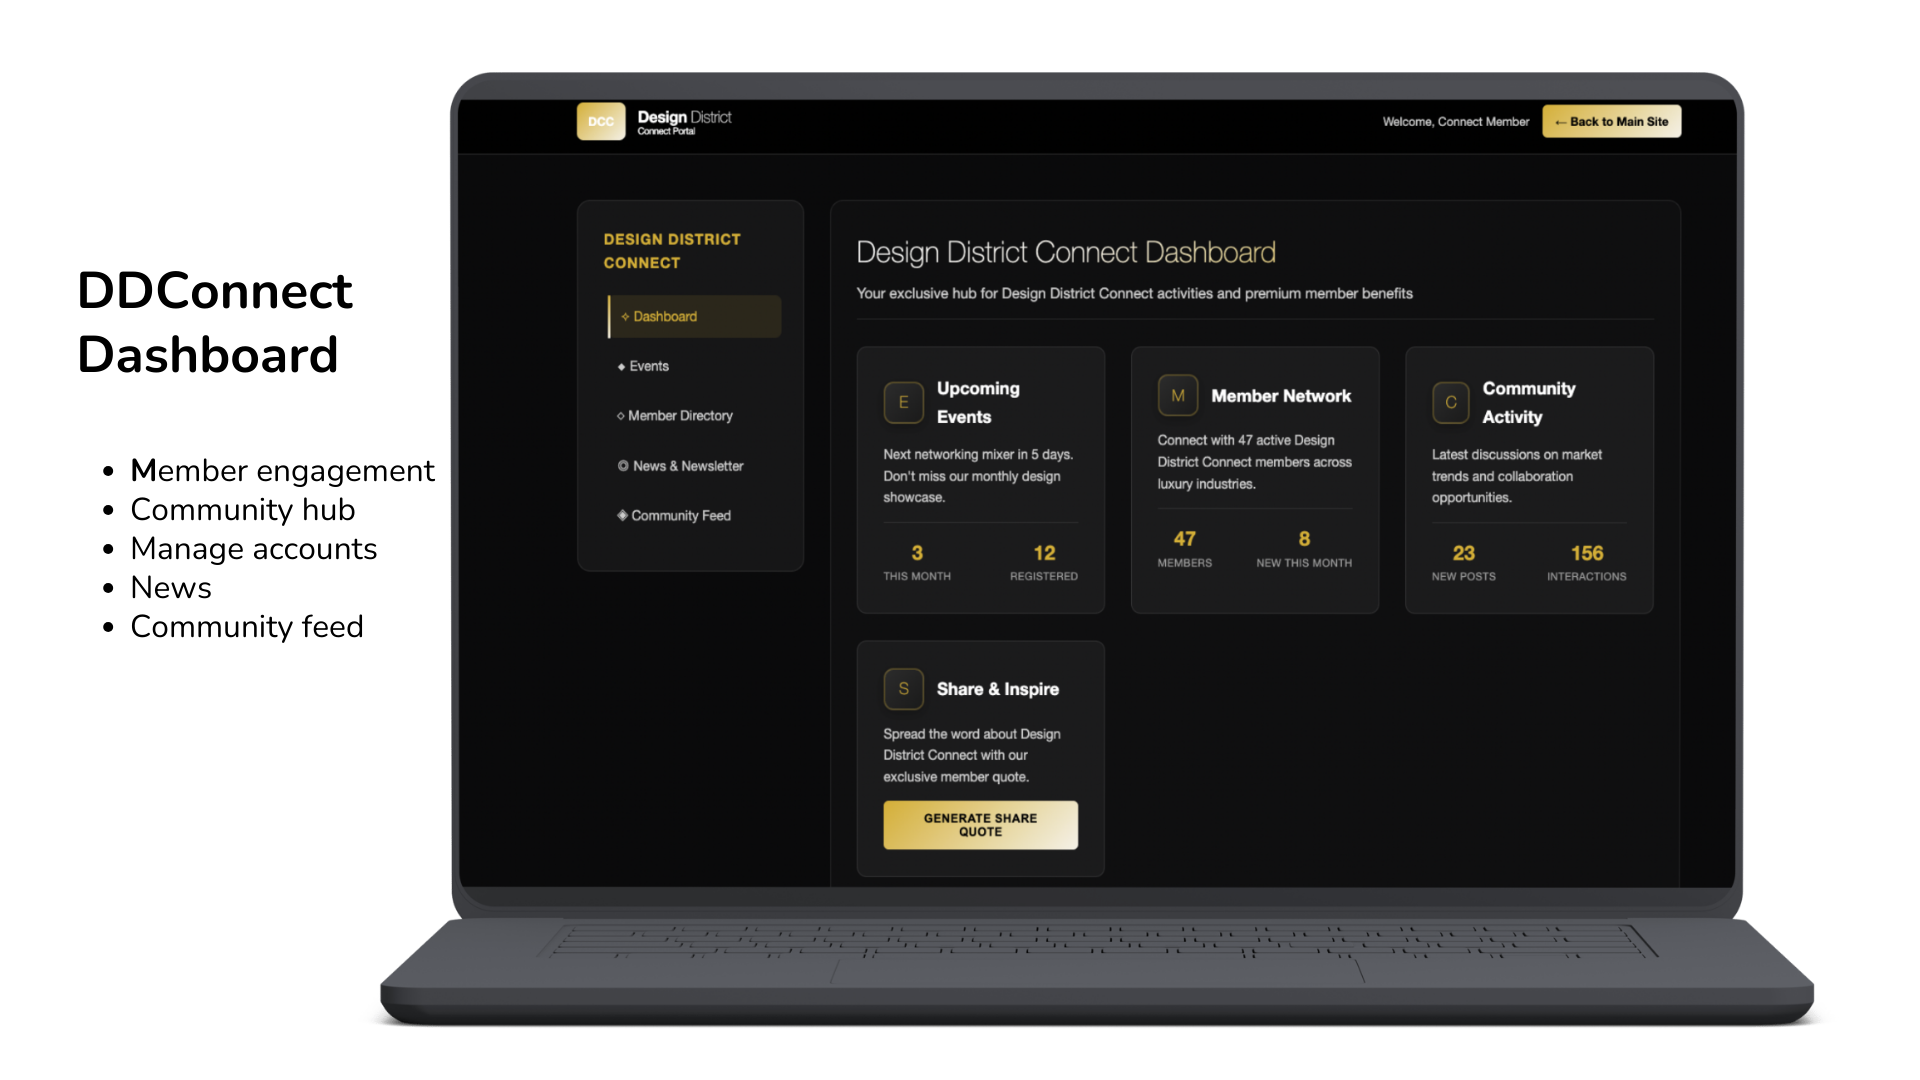 DDConnect
Dashboard
• Member engagement
• Community hub
• Manage accounts
• News
• Community feed
DCC
Design District
Connect Portal
Welcome, Connect Member
← Back to Main Site
DESIGN DISTRICT
CONNECT
✧ Dashboard
◆ Events
◇ Member Directory
◎ News & Newsletter
◈ Community Feed
Design District Connect Dashboard
Your exclusive hub for Design District Connect activities and premium member benefits
E
Upcoming
Events
Next networking mixer in 5 days.
Don't miss our monthly design
showcase.
3
THIS MONTH
12
REGISTERED
M
Member Network
Connect with 47 active Design
District Connect members across
luxury industries.
47
MEMBERS
8
NEW THIS MONTH
C
Community
Activity
Latest discussions on market
trends and collaboration
opportunities.
23
NEW POSTS
156
INTERACTIONS
S
Share & Inspire
Spread the word about Design
District Connect with our
exclusive member quote.
GENERATE SHARE
QUOTE